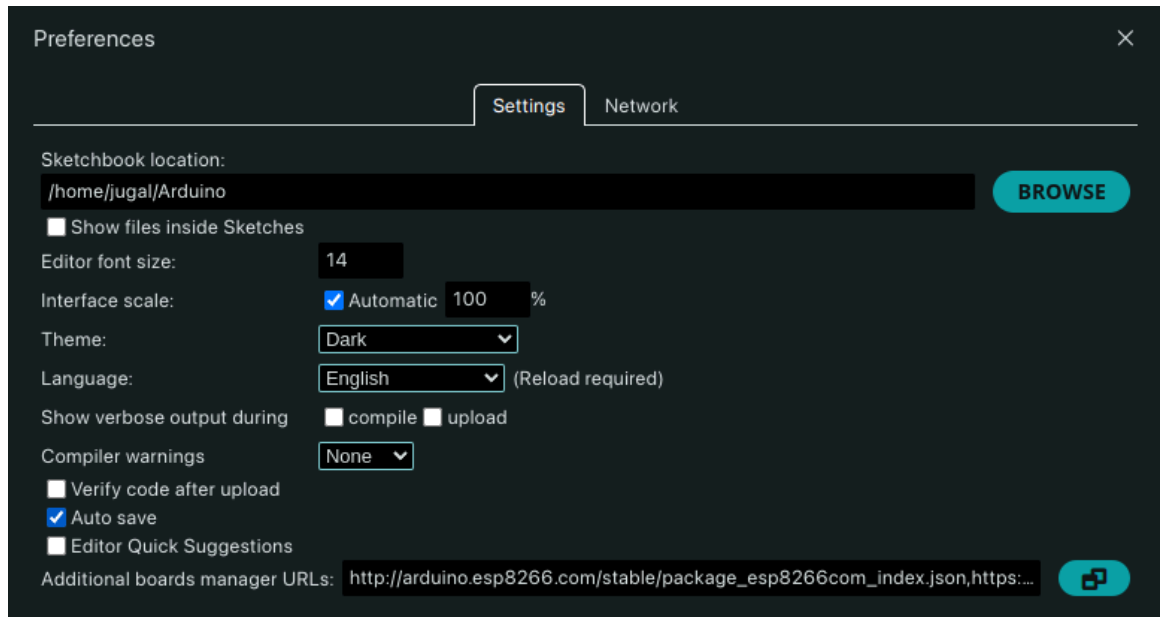 Preferences
Settings Network
Sketchbook location:
/home/jugal/Arduino BROWSE
Show files inside Sketches
Editor font size: 14
Interface scale: Automatic 100 %
Theme: Dark
Language: English (Reload required)
Show verbose output during compile upload
Compiler warnings None
Verify code after upload
Auto save
Editor Quick Suggestions
Additional boards manager URLs: http://arduino.esp8266.com/stable/package_esp8266com_index.json,https:...